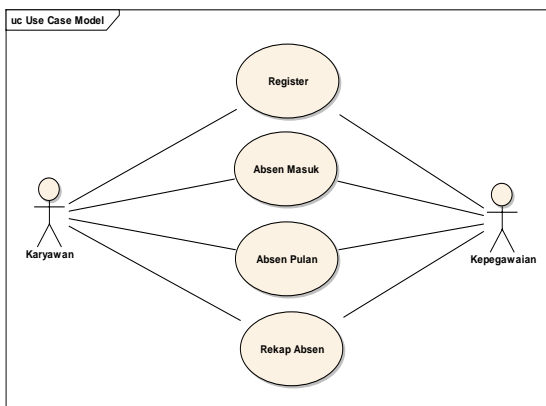 uc Use Case Model
Register
Absen Masuk
Karyawan
Kepegawaian
Absen Pulan
Rekap Absen